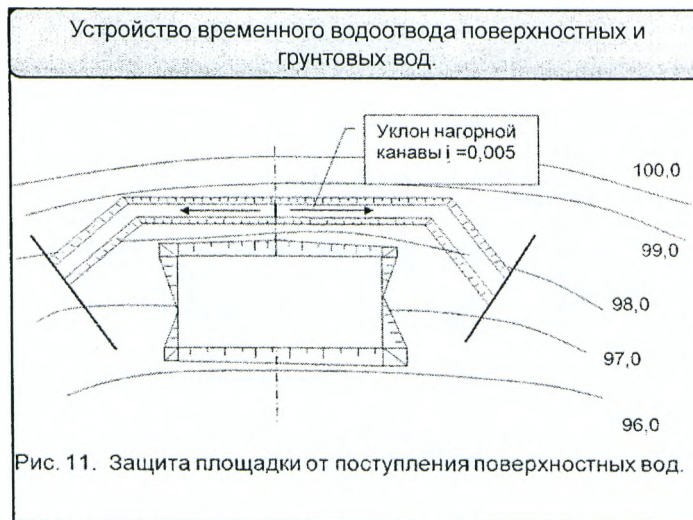 Устройство временного водоотвода поверхностных и
грунтовых вод.
Уклон нагорной
канавы i =0,005
100,0
99,0
98,0
97,0
96,0
Рис. 11. Защита площадки от поступления поверхностных вод.